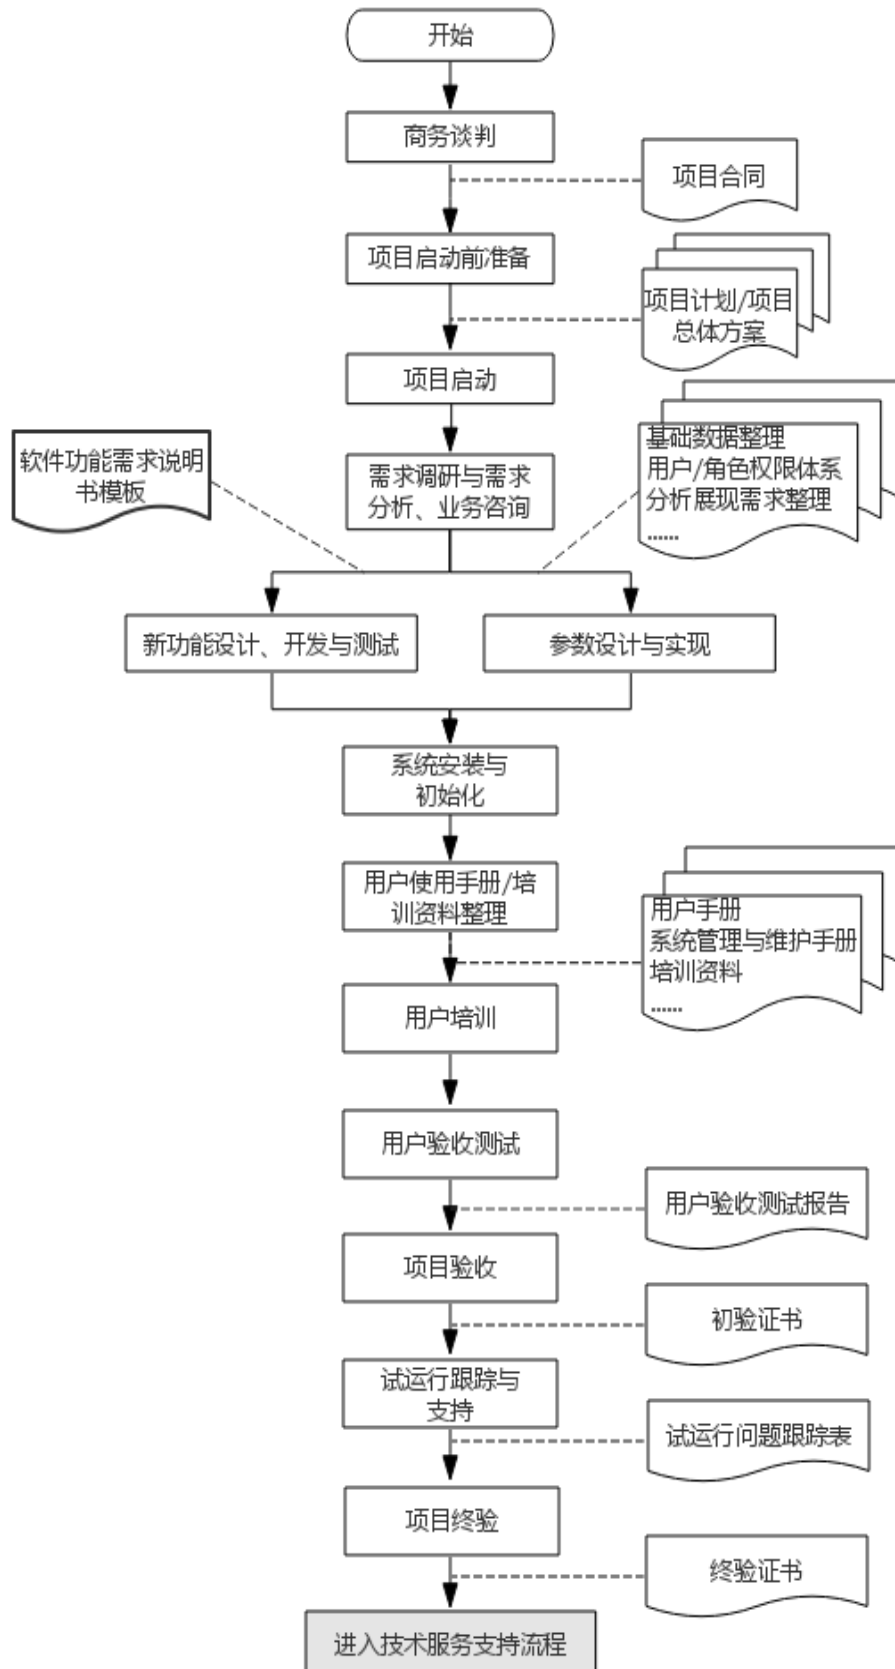 开始
商务谈判
项目合同
项目启动前准备
项目计划/项目
总体方案
项目启动
软件功能需求说明
书模板
需求调研与需求
分析、业务咨询
基础数据整理
用户/角色权限体系
分析展现需求整理
......
新功能设计、开发与测试
参数设计与实现
系统安装与
初始化
用户使用手册/培
训资料整理
用户手册
系统管理与维护手册
培训资料
......
用户培训
用户验收测试
用户验收测试报告
项目验收
初验证书
试运行跟踪与
支持
试运行问题跟踪表
项目终验
终验证书
进入技术服务支持流程